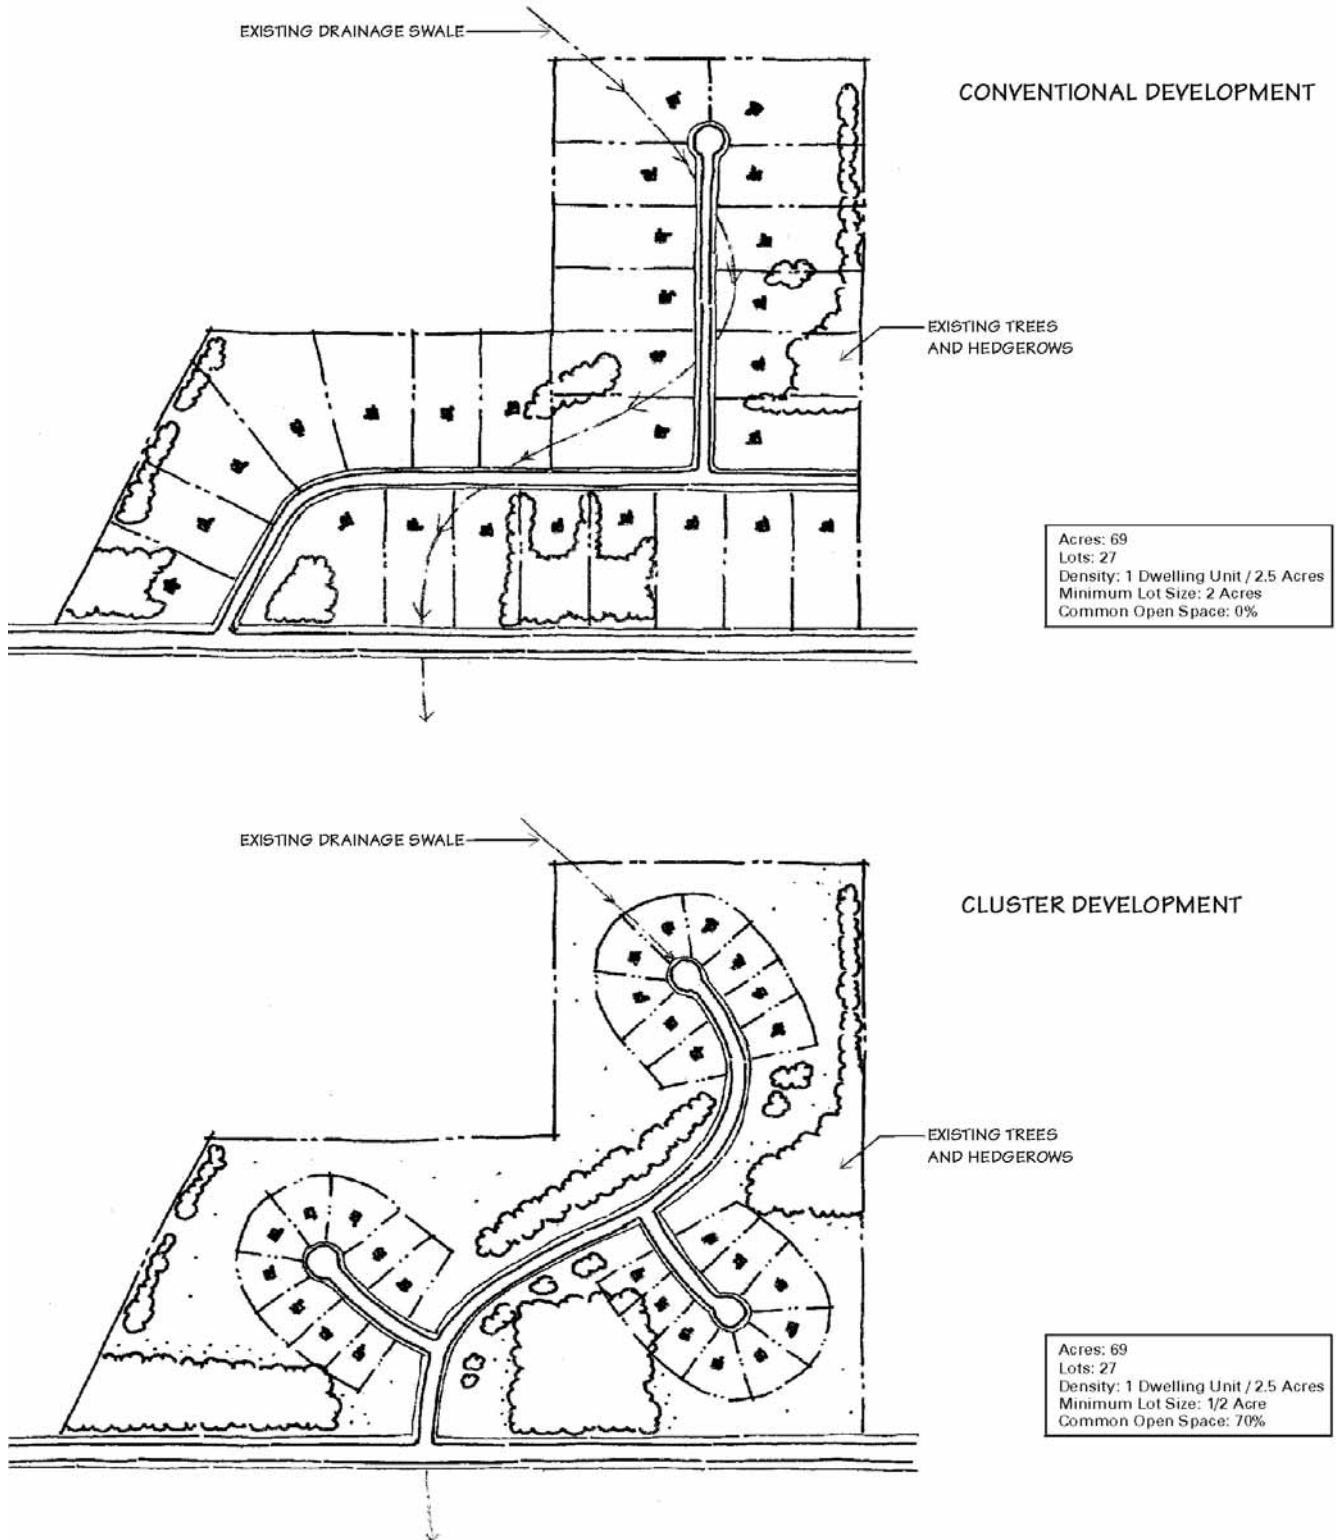 EXISTING DRAINAGE SWALE
CONVENTIONAL DEVELOPMENT
EXISTING TREES
AND HEDGEROWS
Acres: 69
Lots: 27
Density: 1 Dwelling Unit / 2.5 Acres
Minimum Lot Size: 2 Acres
Common Open Space: 0%
EXISTING DRAINAGE SWALE
CLUSTER DEVELOPMENT
EXISTING TREES
AND HEDGEROWS
Acres: 69
Lots: 27
Density: 1 Dwelling Unit / 2.5 Acres
Minimum Lot Size: 1/2 Acre
Common Open Space: 70%